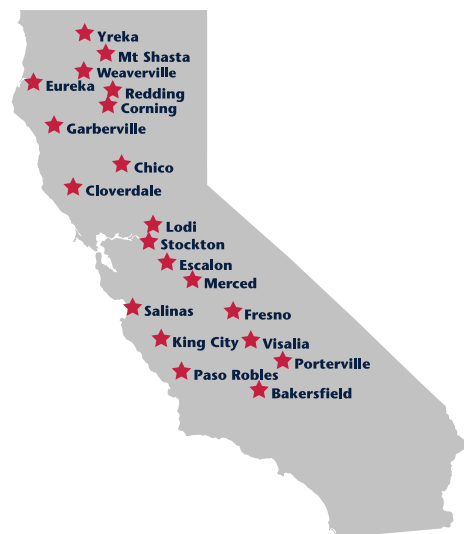 Yreka
Mt Shasta
Weaverville
Eureka
Redding
Corning
Garberville
Chico
Cloverdale
Lodi
Stockton
Escalon
Merced
Salinas
Fresno
King City
Visalia
Porterville
Paso Robles
Bakersfield